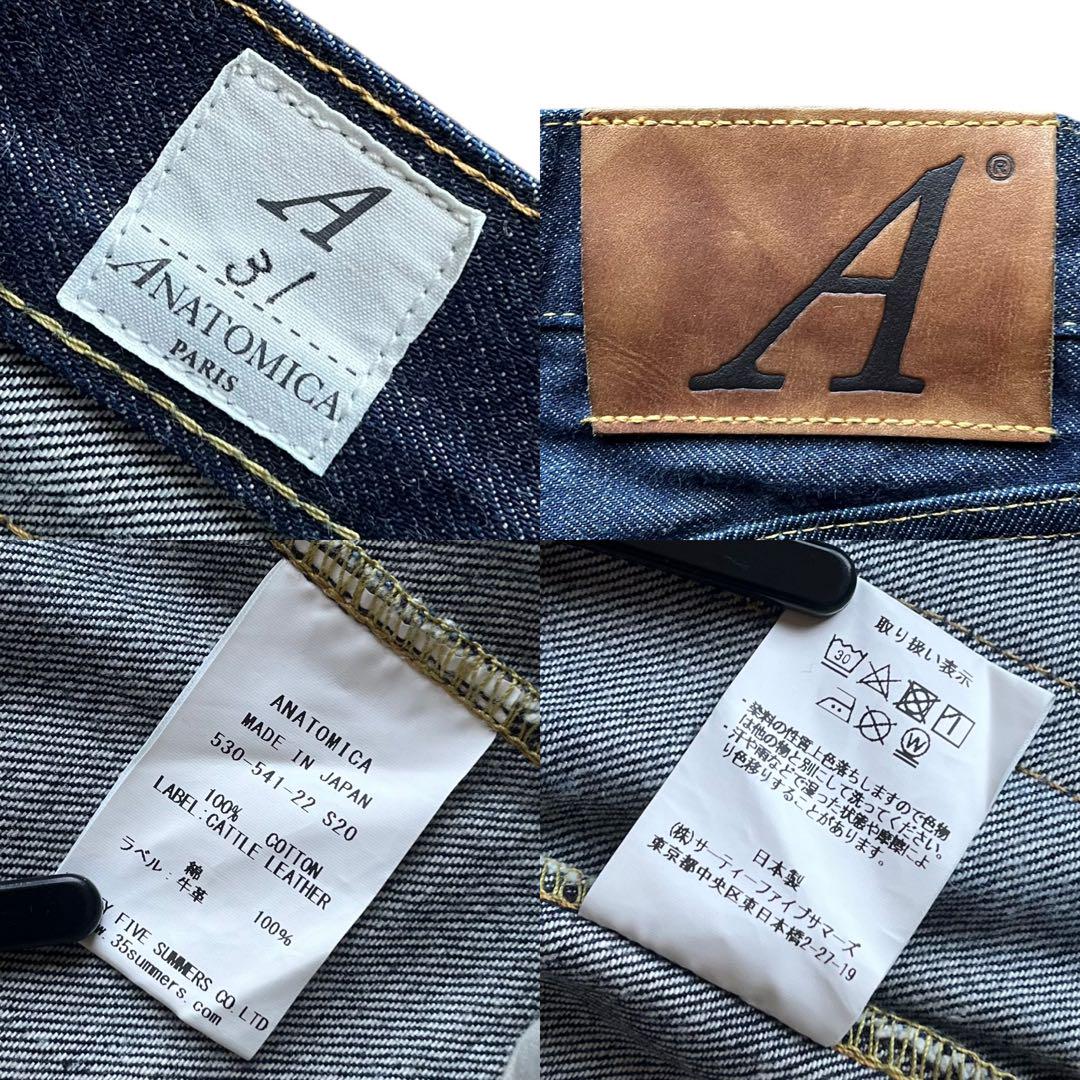 A
31
ANATOMICA
PARIS
A®
ANATOMICA
MADE IN JAPAN
530-541-22 S20
100% COTTON
LABEL:CATTLE LEATHER
綿 100%
ラベル:牛革
FIVE SUMMERS CO.LTD
35summers.com
取り扱い表示
30
1
W
・染料の性質上色落ちしますので色物
は他の物と別にして洗ってください。
・汗や雨などで湿った状態や摩擦によ
り色移りすることがあります。
日本製
(株)サーティーファイブサマーズ
東京都中央区東日本橋2-27-19